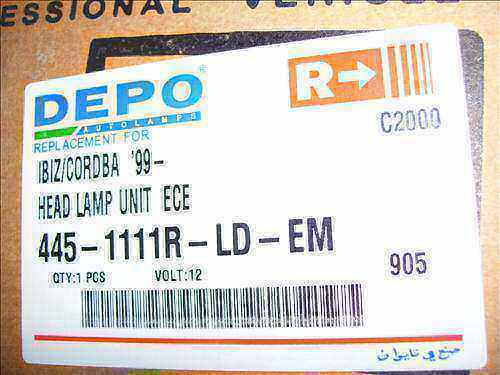 ESSIONAL VEHICLE
DEPO®
AUTOLAMPS
R→
C2000
REPLACEMENT FOR
IBIZ/CORDBA '99-
HEAD LAMP UNIT ECE
445-1111R-LD-EM
QTY:1 PCS VOLT:12
905
صنع في تايوان